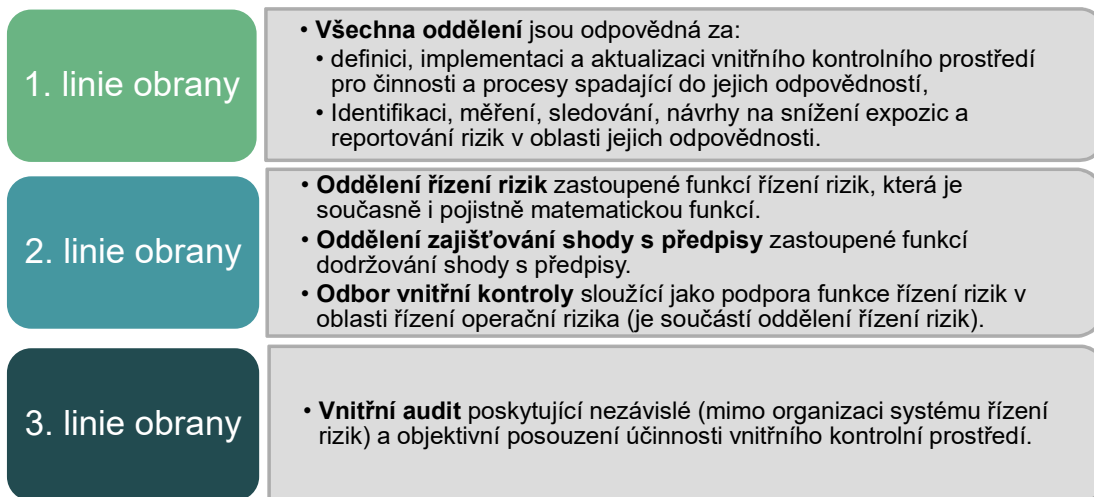 1. linie obrany
• Všechna oddělení jsou odpovědná za:
• definici, implementaci a aktualizaci vnitřního kontrolního prostředí
pro činnosti a procesy spadající do jejich odpovědností,
• Identifikaci, měření, sledování, návrhy na snížení expozic a
reportování rizik v oblasti jejich odpovědnosti.
2. linie obrany
• Oddělení řízení rizik zastoupené funkcí řízení rizik, která je
současně i pojistně matematickou funkcí.
• Oddělení zajišťování shody s předpisy zastoupené funkcí
dodržování shody s předpisy.
• Odbor vnitřní kontroly sloužící jako podpora funkce řízení rizik v
oblasti řízení operační rizika (je součástí oddělení řízení rizik).
3. linie obrany
• Vnitřní audit poskytující nezávislé (mimo organizaci systému řízení
rizik) a objektivní posouzení účinnosti vnitřního kontrolní prostředí.